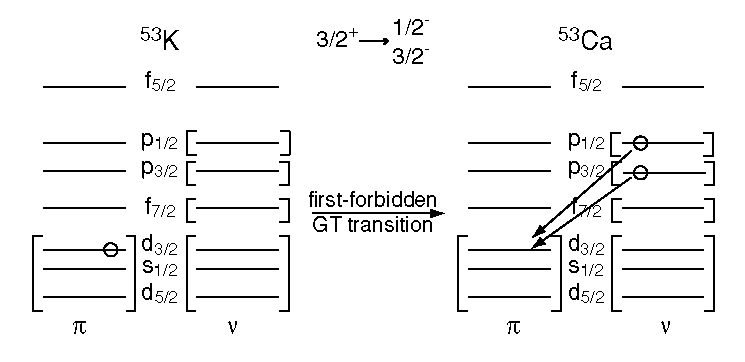 ⁵³K
3/2⁺ → 1/2⁻
3/2⁻
⁵³Ca
f₅/₂
f₅/₂
p₁/₂
p₁/₂
p₃/₂
p₃/₂
f₇/₂
first-forbidden
GT transition
f₇/₂
d₃/₂
d₃/₂
s₁/₂
s₁/₂
d₅/₂
d₅/₂
π ν
π ν